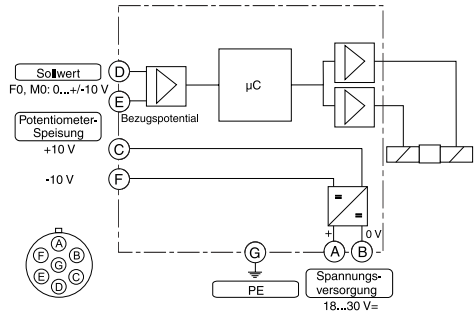 Sollwert
F0, M0: 0...+/-10 V
D
E
Bezugspotential
µC
Potentiometer-
Speisung
+10 V
C
-10 V
F
=
=
+
0 V
G
A
B
PE
Spannungs-
versorgung
18...30 V=
A
F
B
G
E
C
D